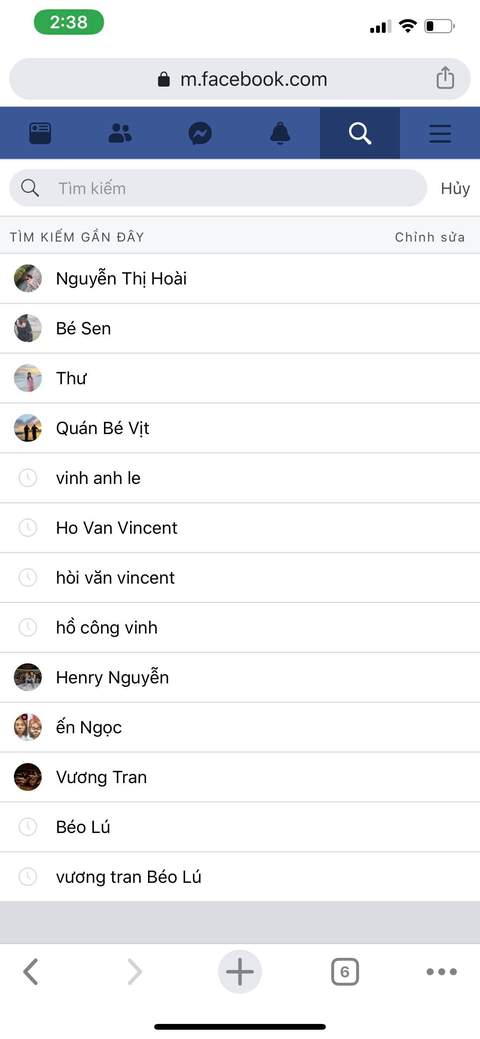 2:38
m.facebook.com
Tìm kiếm
Hủy
TÌM KIẾM GẦN ĐÂY
Chỉnh sửa
Nguyễn Thị Hoài
Bé Sen
Thư
Quán Bé Vịt
vinh anh le
Ho Van Vincent
hòi văn vincent
hồ công vinh
Henry Nguyễn
ến Ngọc
Vương Tran
Béo Lú
vương tran Béo Lú
6